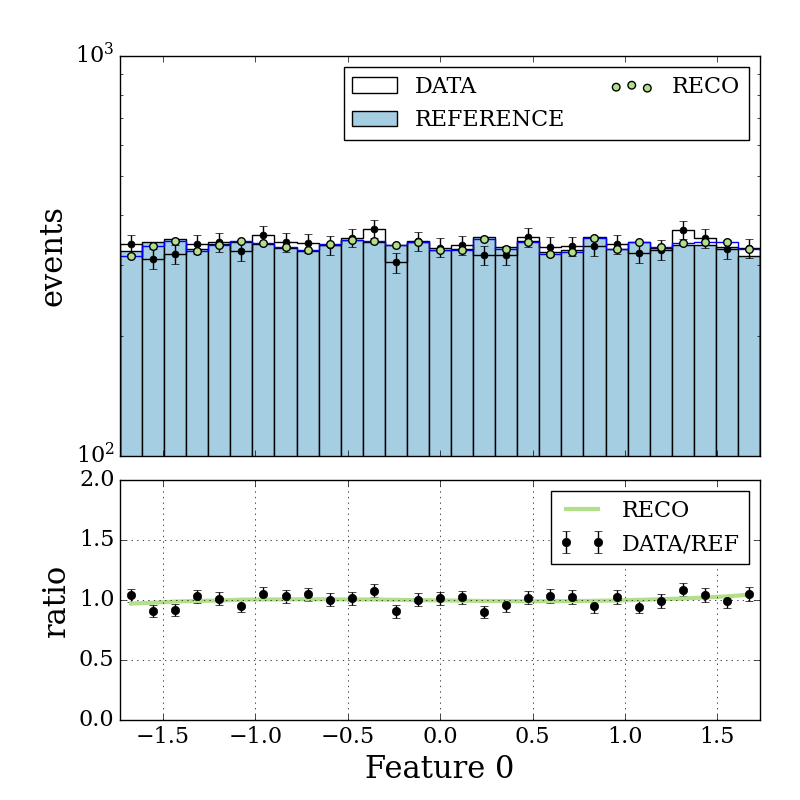 10³
DATA RECO
REFERENCE
events
10²
2.0
RECO
DATA/REF
1.5
1.0
0.5
0.0
ratio
−1.5 −1.0 −0.5 0.0 0.5 1.0 1.5
Feature 0